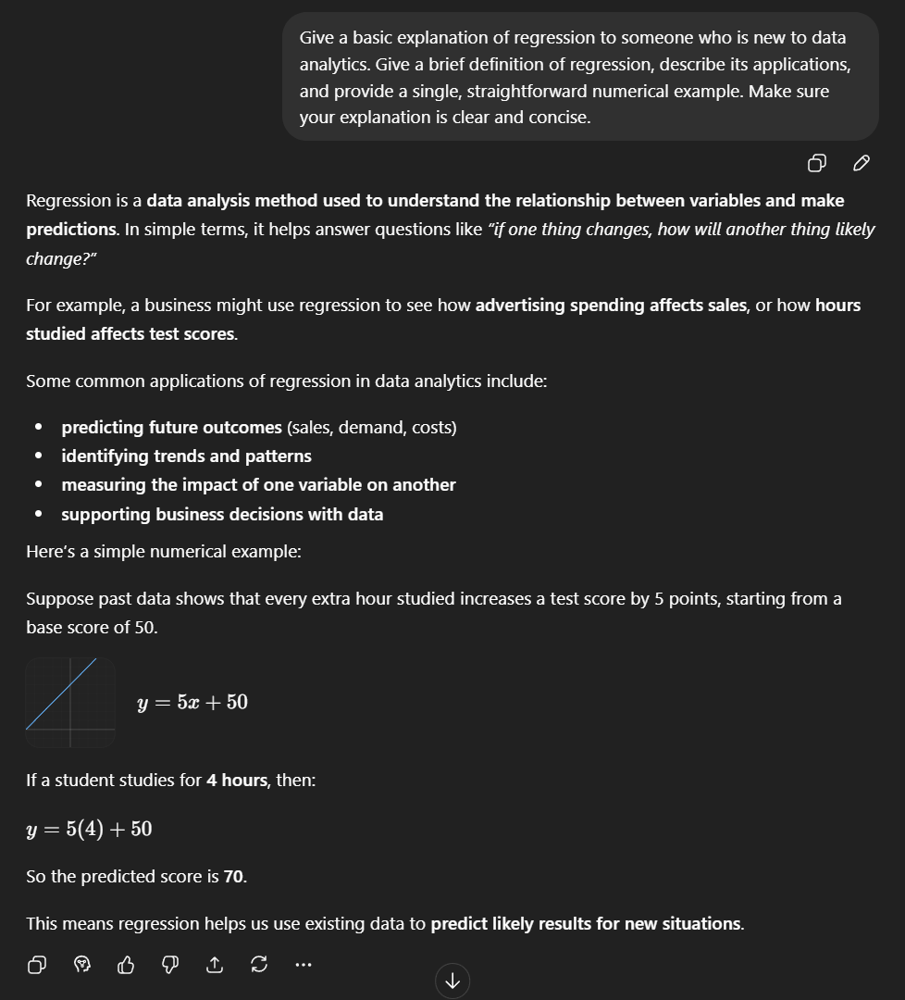 Give a basic explanation of regression to someone who is new to data
analytics. Give a brief definition of regression, describe its applications,
and provide a single, straightforward numerical example. Make sure
your explanation is clear and concise.
Regression is a data analysis method used to understand the relationship between variables and make
predictions. In simple terms, it helps answer questions like “if one thing changes, how will another thing likely
change?”
For example, a business might use regression to see how advertising spending affects sales, or how hours
studied affects test scores.
Some common applications of regression in data analytics include:
• predicting future outcomes (sales, demand, costs)
• identifying trends and patterns
• measuring the impact of one variable on another
• supporting business decisions with data
Here’s a simple numerical example:
Suppose past data shows that every extra hour studied increases a test score by 5 points, starting from a
base score of 50.
y = 5x + 50
If a student studies for 4 hours, then:
y = 5(4) + 50
So the predicted score is 70.
This means regression helps us use existing data to predict likely results for new situations.